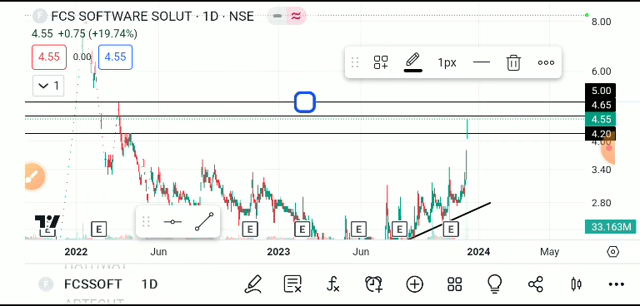 F FCS SOFTWARE SOLUT · 1D · NSE
4.55 +0.75 (+19.74%)
4.55 0.00 4.55
1
1px
8.00
6.00
5.00
4.65
4.55
4.20
4.00
3.40
2.80
33.163M
E E E E E E E
2022 Jun 2023 Jun 2024 May
FCSSOFT 1D